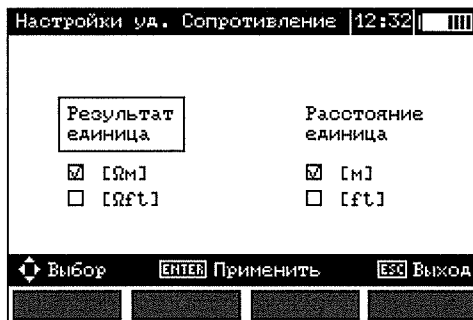 Настройки уд. Сопротивление 12:32
Результат единица
Расстояние единица
[Ωм]
[Ωft]
[м]
[ft]
Выбор ENTER Применить ESC Выход